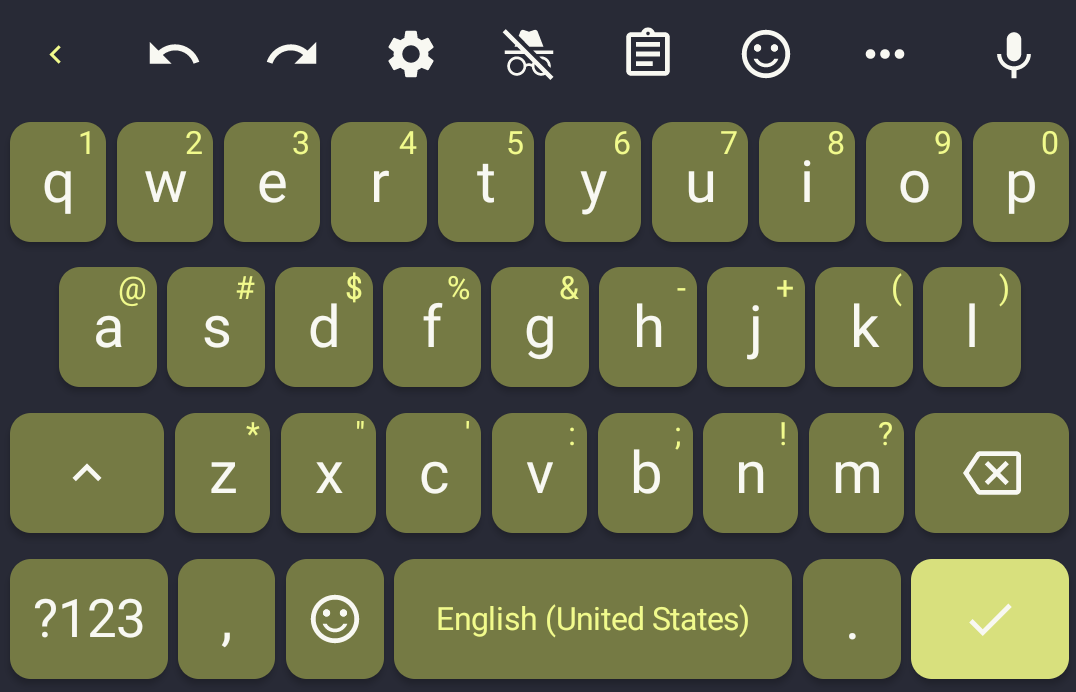 1 2 3 4 5 6 7 8 9 0
q w e r t y u i o p
@ # $ % & - + ( )
a s d f g h j k l
* " ' : ; ! ?
z x c v b n m
?123 , English (United States) .